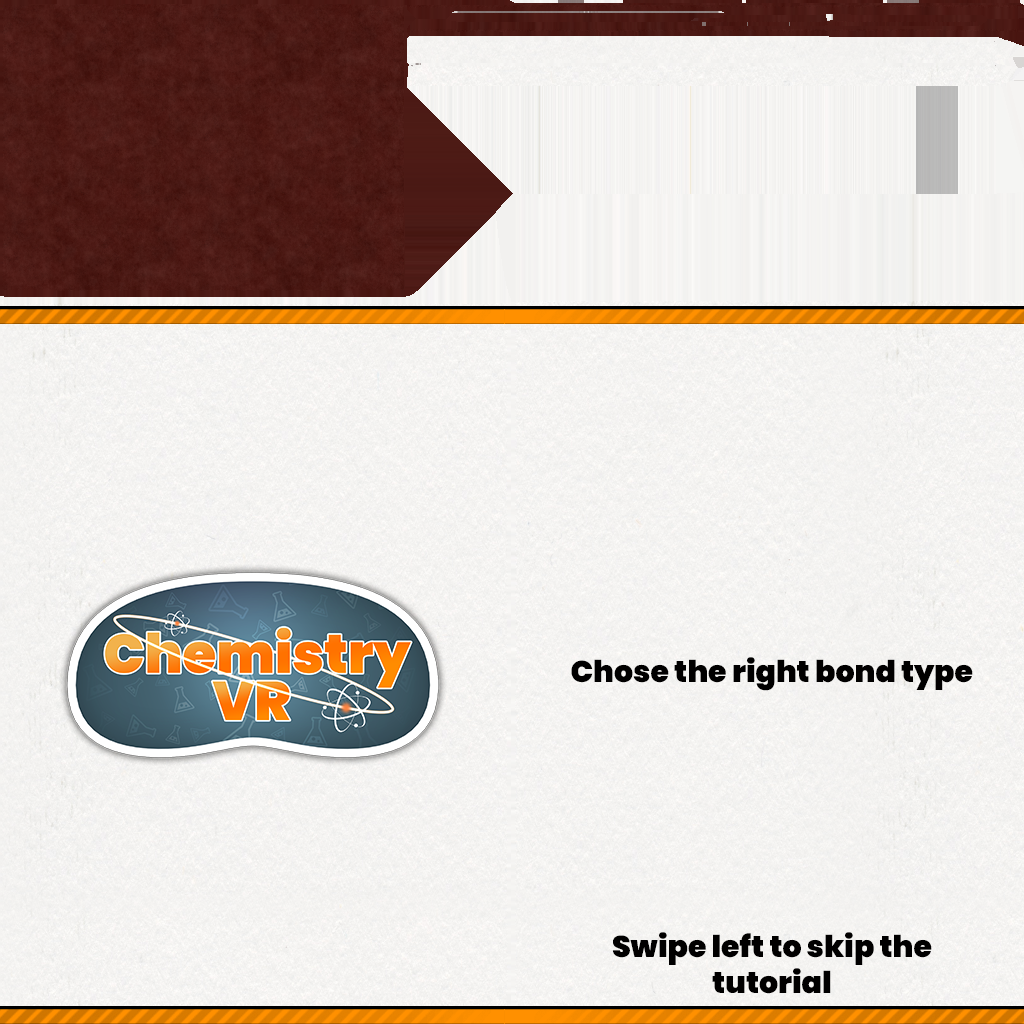 Chemistry
VR
Chose the right bond type
Swipe left to skip the
tutorial